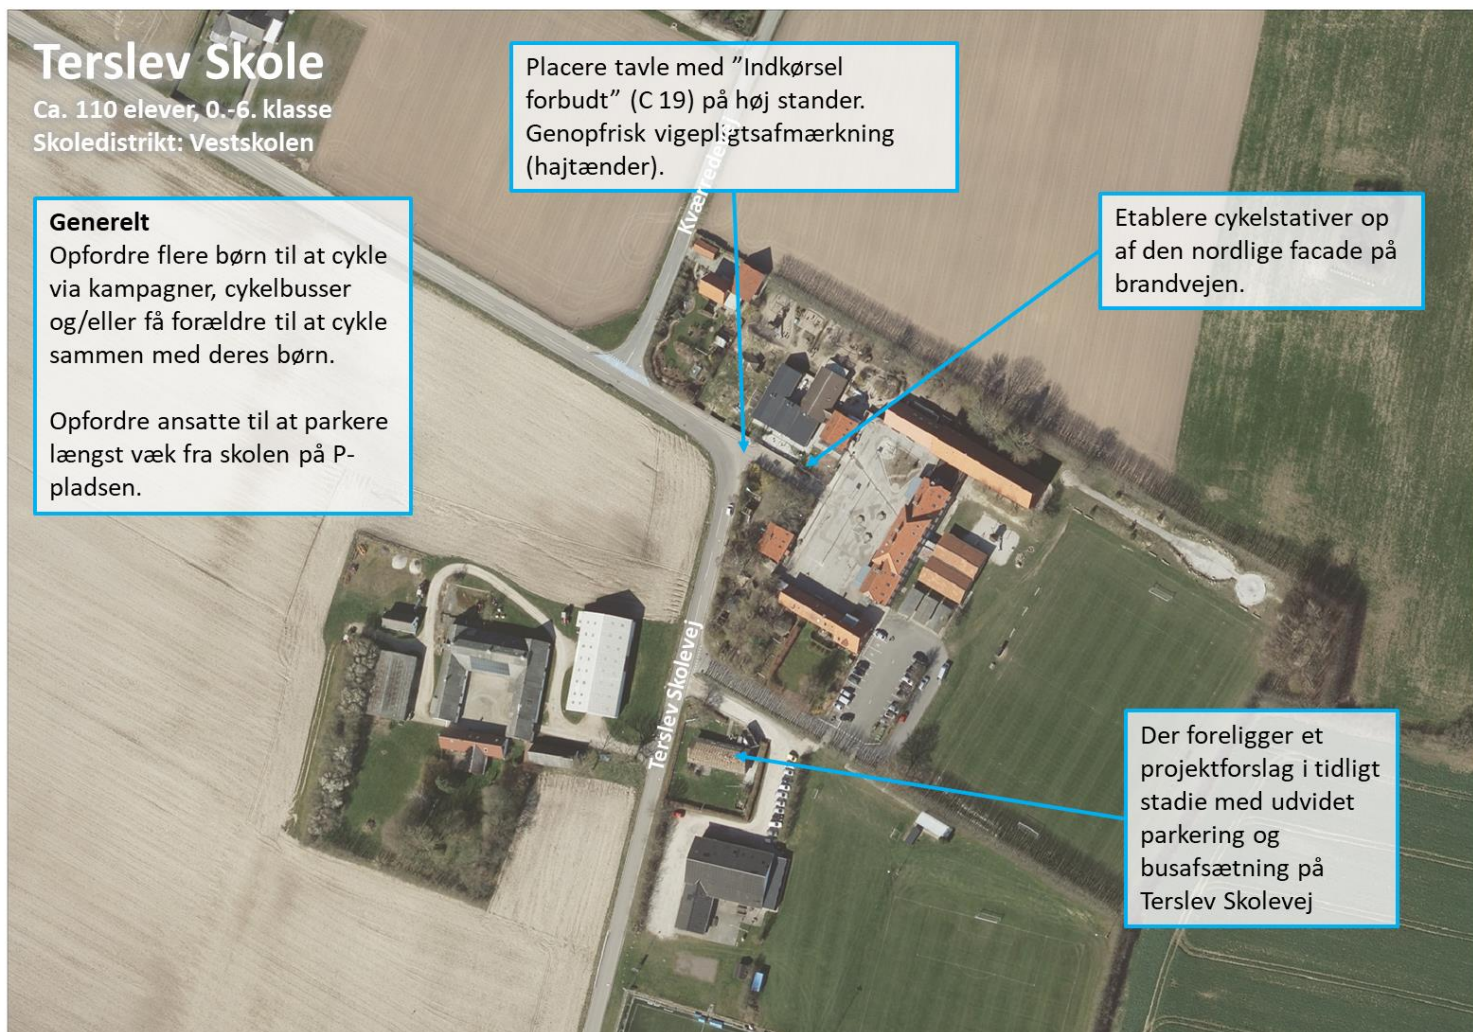 Terslev Skole
Ca. 110 elever, 0.-6. klasse
Skoledistrikt: Vestskolen
Generelt
Opfordre flere børn til at cykle
via kampagner, cykelbusser
og/eller få forældre til at cykle
sammen med deres børn.
Opfordre ansatte til at parkere
længst væk fra skolen på P-
pladsen.
Placere tavle med ”Indkørsel
forbudt” (C 19) på høj stander.
Genopfrisk vigepligtsafmærkning
(hajtænder).
Kværredevej
Etablere cykelstativer op
af den nordlige facade på
brandvejen.
Terslev Skolevej
Der foreligger et
projektforslag i tidligt
stadie med udvidet
parkering og
busafsætning på
Terslev Skolevej